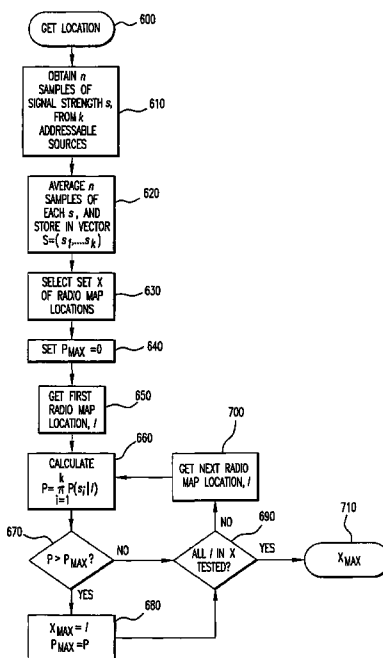 GET LOCATION
600
OBTAIN n
SAMPLES OF
SIGNAL STRENGTH s,
FROM k
ADDRESSABLE
SOURCES
610
AVERAGE n
SAMPLES OF
EACH s, AND
STORE IN VECTOR
S=(s1,....sk)
620
SELECT SET X
OF RADIO MAP
LOCATIONS
630
SET PMAX =0
640
GET FIRST
RADIO MAP
LOCATION, l
650
CALCULATE
k
P= π P(si|l)
i=1
660
GET NEXT RADIO
MAP LOCATION, l
700
670
P > PMAX?
NO
YES
ALL l IN X
TESTED?
690
NO
YES
710
XMAX
XMAX = l
PMAX =P
680